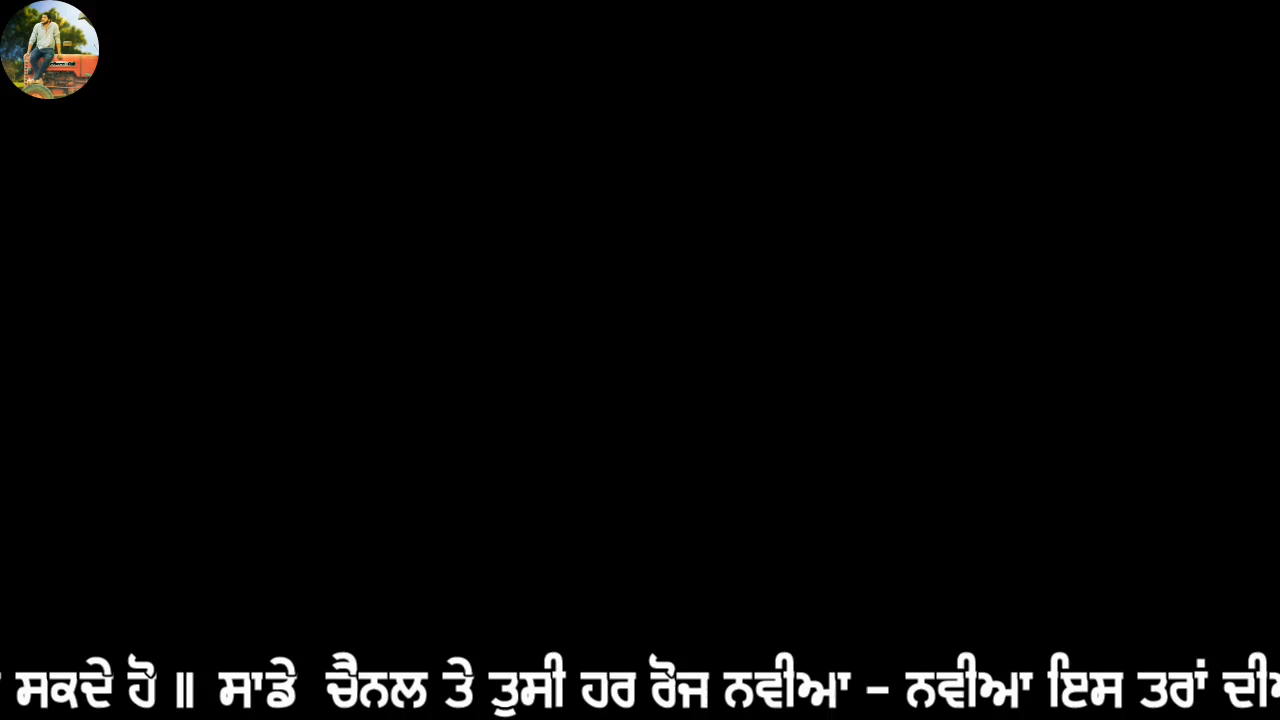 ਸਕਦੇ ਹੋ ॥ ਸਾਡੇ ਚੈਨਲ ਤੇ ਤੁਸੀ ਹਰ ਰੋਜ ਨਵੀਆ - ਨਵੀਆ ਇਸ ਤਰਾਂ